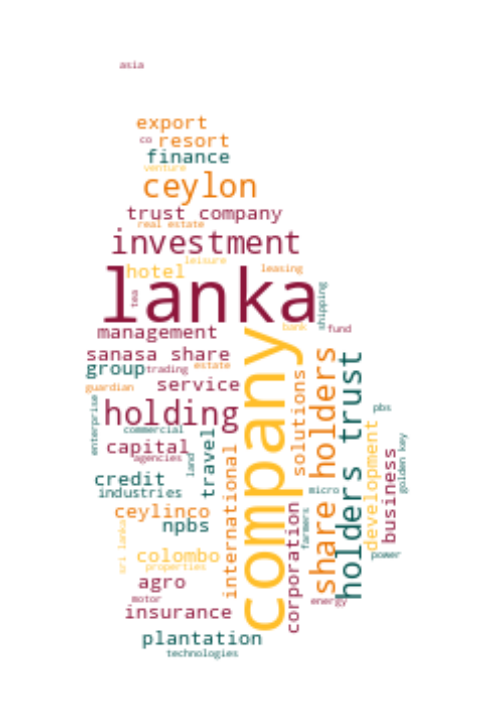 asia
export
co resort
finance
venture
ceylon
trust company
real estate
investment
leisure
hotel leasing
lanka
tea
shipping
bank fund
management
company
sanasa share
group trading estate
share holders
holders trust
guardian service
solutions
enterprise
holding
pbs
commercial
development
capital
agencies
land
travel
international
business
golden key
credit
industries micro
ceylinco
corporation
farmers
npbs
sri lanka
colombo power
properties
agro
motor energy
insurance
plantation
technologies